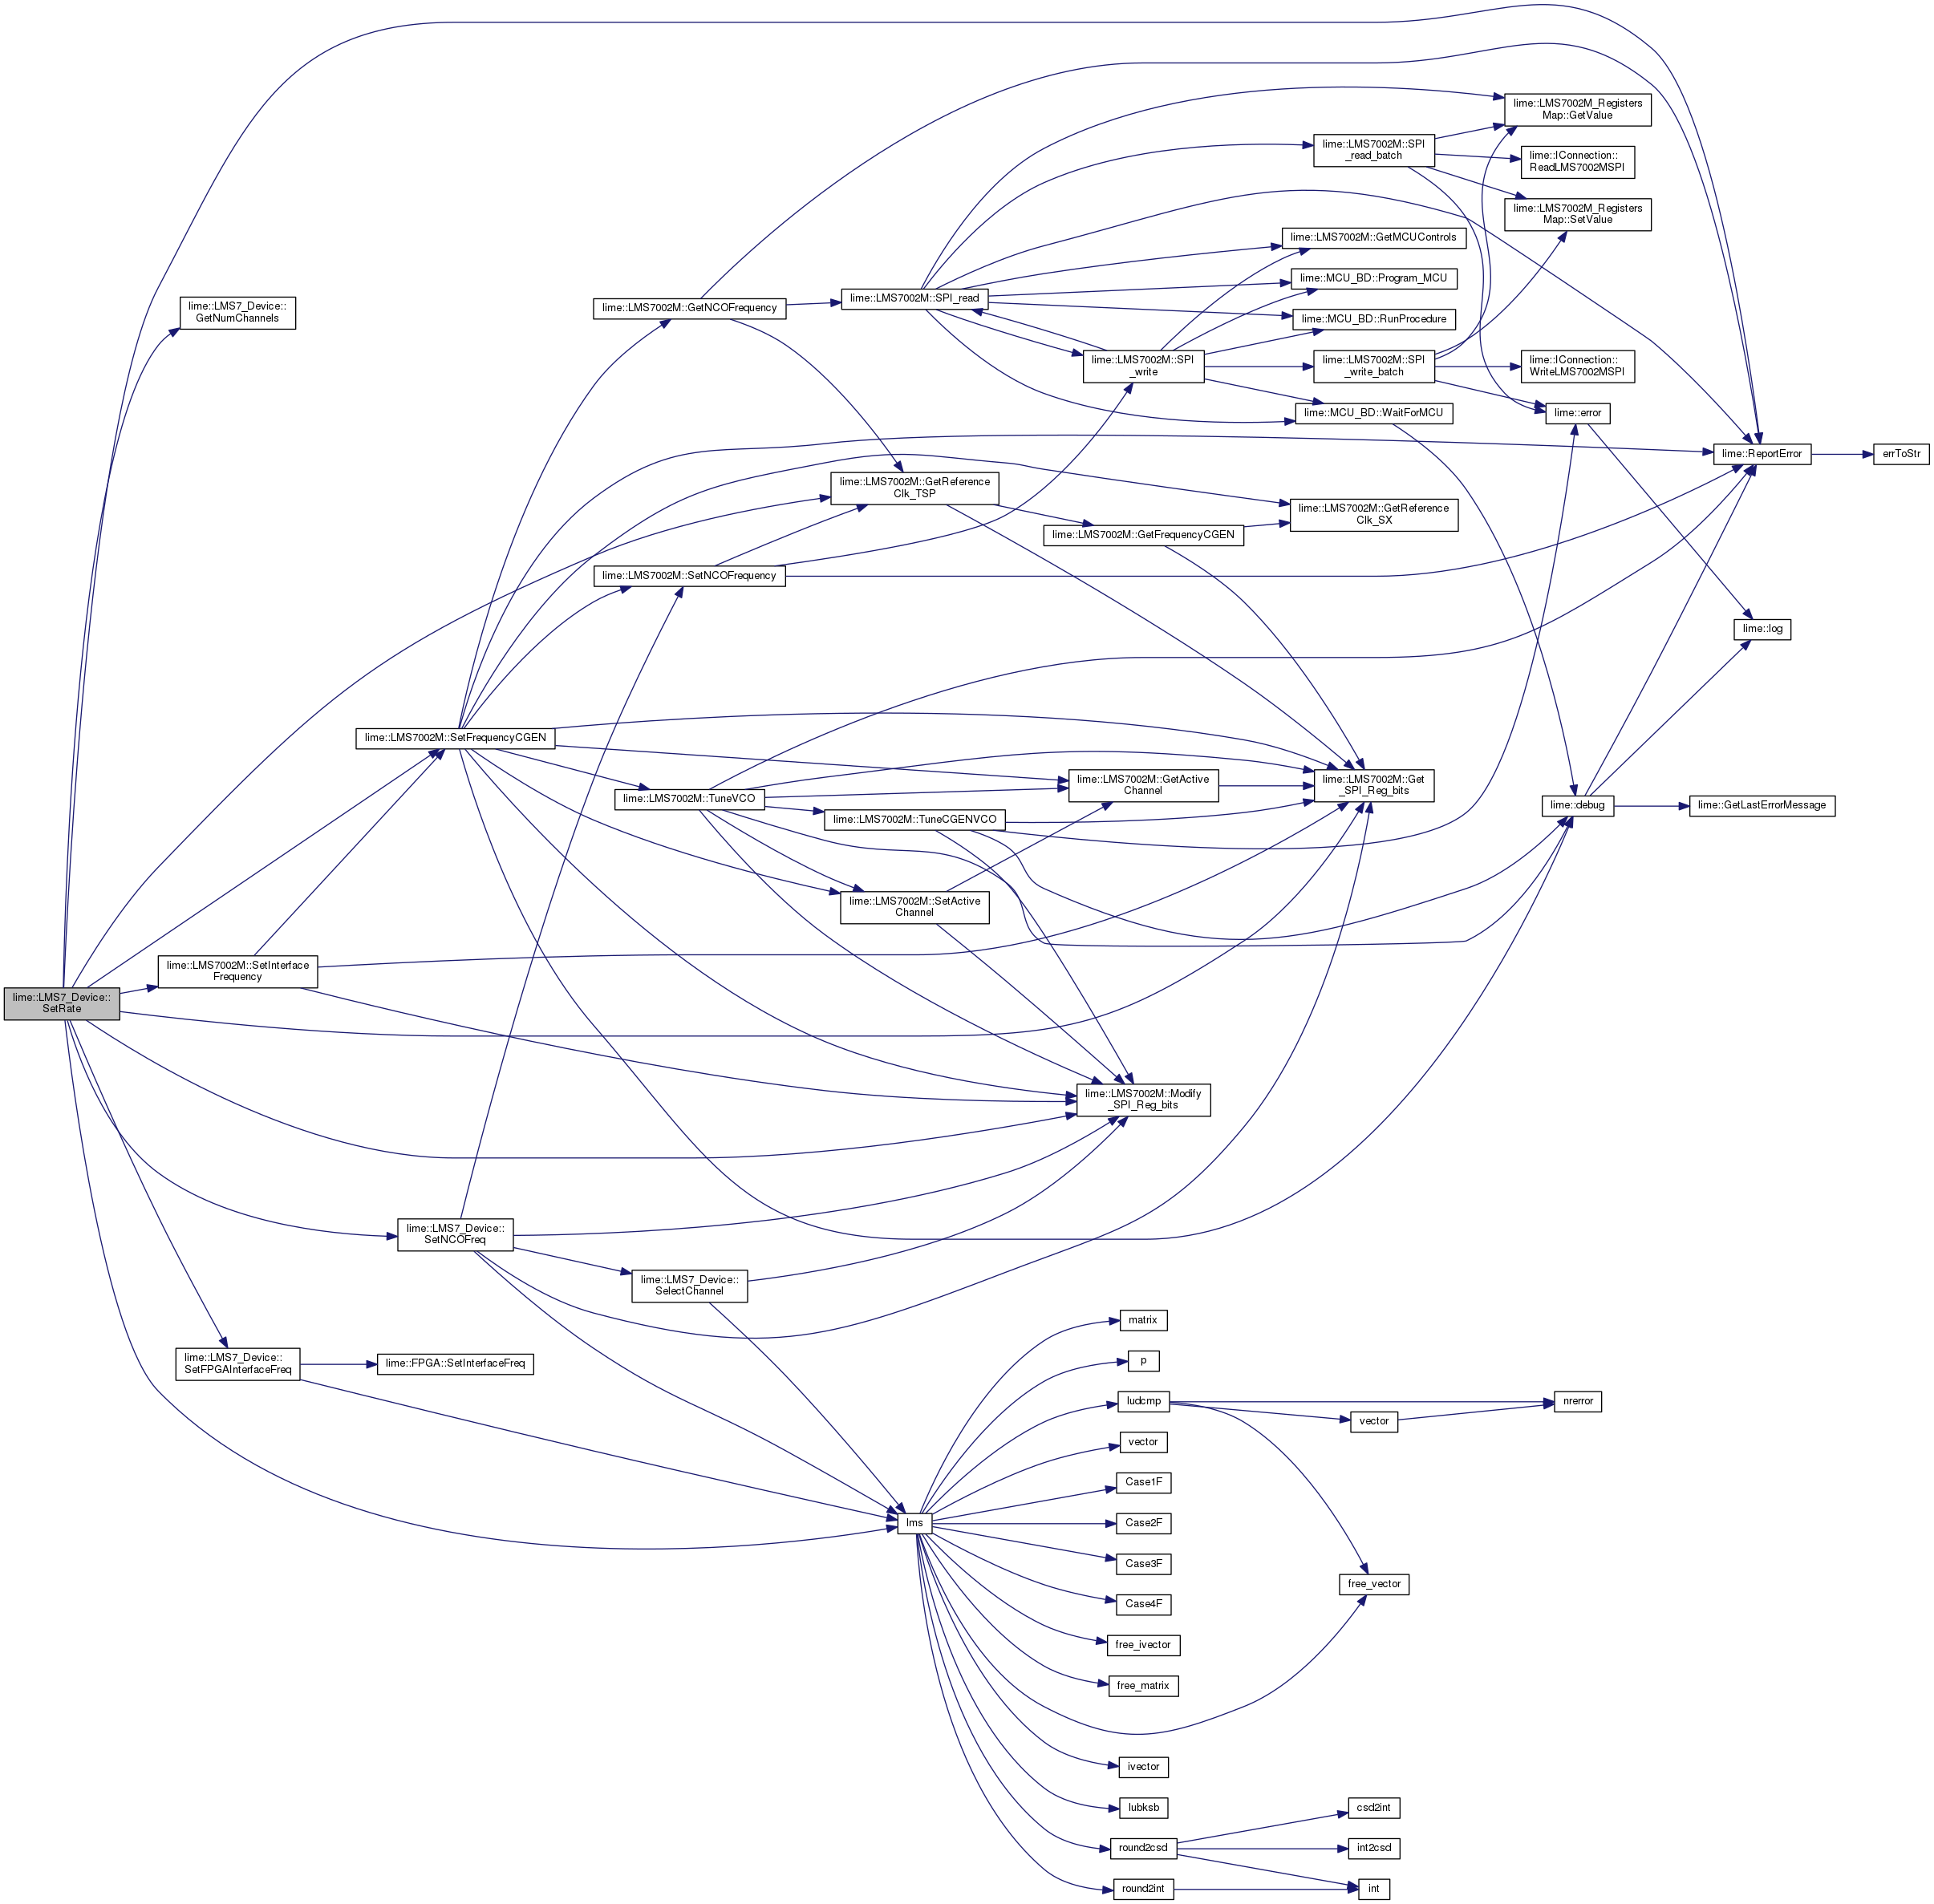 lime::LMS7002M_Registers
Map::GetValue
lime::LMS7002M::SPI
_read_batch
lime::IConnection::
ReadLMS7002MSPI
lime::LMS7002M_Registers
Map::SetValue
lime::LMS7002M::GetMCUControls
lime::MCU_BD::Program_MCU
lime::LMS7_Device::
GetNumChannels
lime::LMS7002M::GetNCOFrequency
lime::LMS7002M::SPI_read
lime::MCU_BD::RunProcedure
lime::LMS7002M::SPI
_write
lime::LMS7002M::SPI
_write_batch
lime::IConnection::
WriteLMS7002MSPI
lime::MCU_BD::WaitForMCU
lime::error
lime::ReportError
errToStr
lime::LMS7002M::GetReference
Clk_TSP
lime::LMS7002M::GetReference
Clk_SX
lime::LMS7002M::GetFrequencyCGEN
lime::LMS7002M::SetNCOFrequency
lime::log
lime::LMS7002M::SetFrequencyCGEN
lime::LMS7002M::TuneVCO
lime::LMS7002M::GetActive
Channel
lime::LMS7002M::Get
_SPI_Reg_bits
lime::debug
lime::GetLastErrorMessage
lime::LMS7002M::TuneCGENVCO
lime::LMS7002M::SetActive
Channel
lime::LMS7002M::SetInterface
Frequency
lime::LMS7_Device::
SetRate
lime::LMS7002M::Modify
_SPI_Reg_bits
lime::LMS7_Device::
SetNCOFreq
lime::LMS7_Device::
SelectChannel
matrix
lime::LMS7_Device::
SetFPGAInterfaceFreq
lime::FPGA::SetInterfaceFreq
p
ludcmp
nrerror
vector
vector
Case1F
lms
Case2F
Case3F
free_vector
Case4F
free_ivector
free_matrix
ivector
lubksb
csd2int
round2csd
int2csd
round2int
int